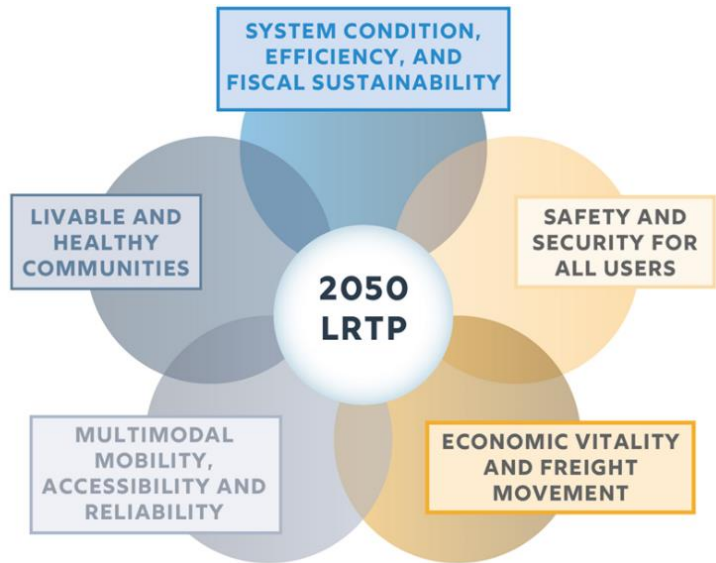 SYSTEM CONDITION,
EFFICIENCY, AND
FISCAL SUSTAINABILITY
LIVABLE AND
HEALTHY
COMMUNITIES
SAFETY AND
SECURITY FOR
ALL USERS
2050
LRTP
MULTIMODAL
MOBILITY,
ACCESSIBILITY AND
RELIABILITY
ECONOMIC VITALITY
AND FREIGHT
MOVEMENT